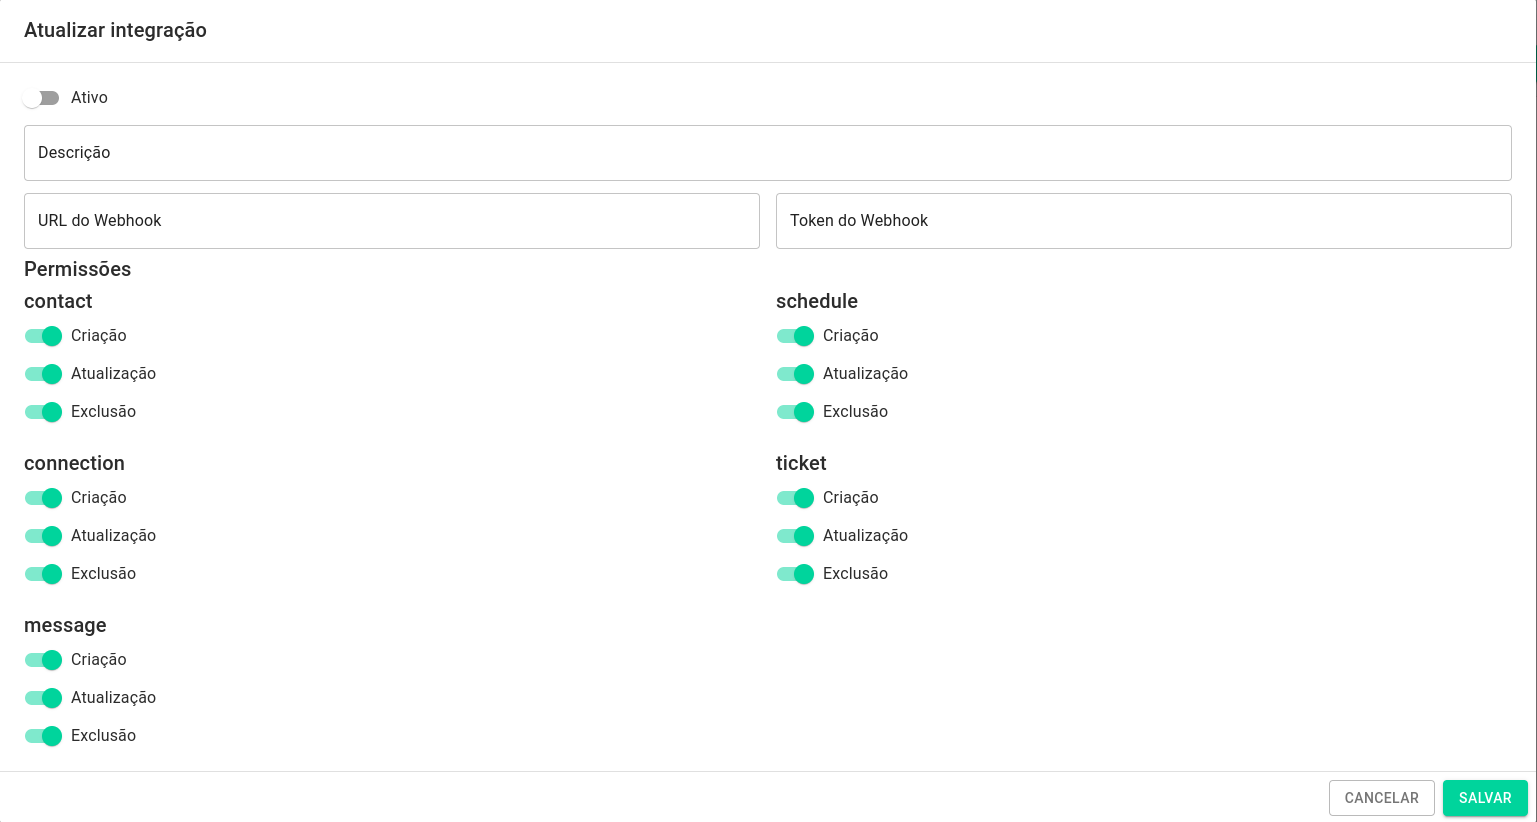 Atualizar integração
Ativo
Descrição
URL do Webhook
Token do Webhook
Permissões
contact
Criação
Atualização
Exclusão
schedule
Criação
Atualização
Exclusão
connection
Criação
Atualização
Exclusão
ticket
Criação
Atualização
Exclusão
message
Criação
Atualização
Exclusão
CANCELAR
SALVAR